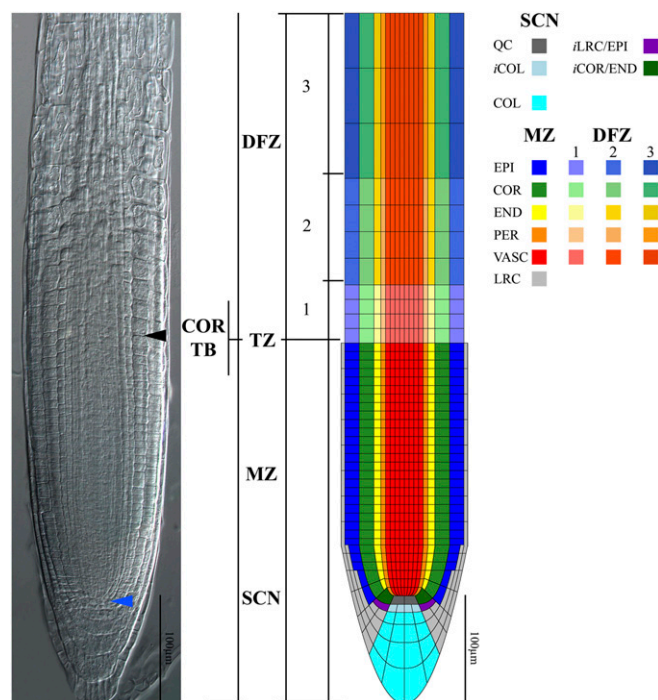 SCN
QC
iLRC/EPI
iCOL
iCOR/END
COL
MZ DFZ
1 2 3
EPI
COR
END
PER
VASC
LRC
3
DFZ
2
1
COR
TB
TZ
MZ
SCN
100µm
100µm